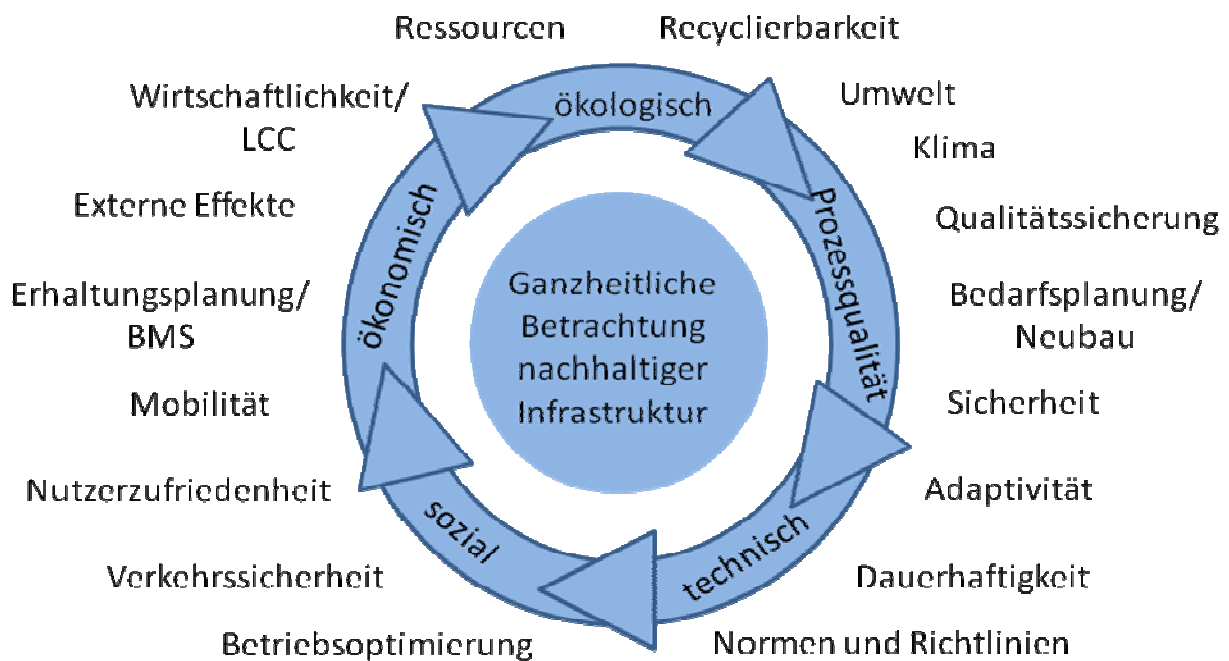 Ressourcen
Recyclierbarkeit
Wirtschaftlichkeit/
LCC
ökologisch
Umwelt
Klima
Externe Effekte
ökonomisch
Prozessqualität
Qualitätssicherung
Ganzheitliche
Betrachtung
nachhaltiger
Infrastruktur
Erhaltungsplanung/
BMS
Bedarfsplanung/
Neubau
Mobilität
Sicherheit
Nutzerzufriedenheit
Adaptivität
sozial
technisch
Verkehrssicherheit
Dauerhaftigkeit
Betriebsoptimierung
Normen und Richtlinien